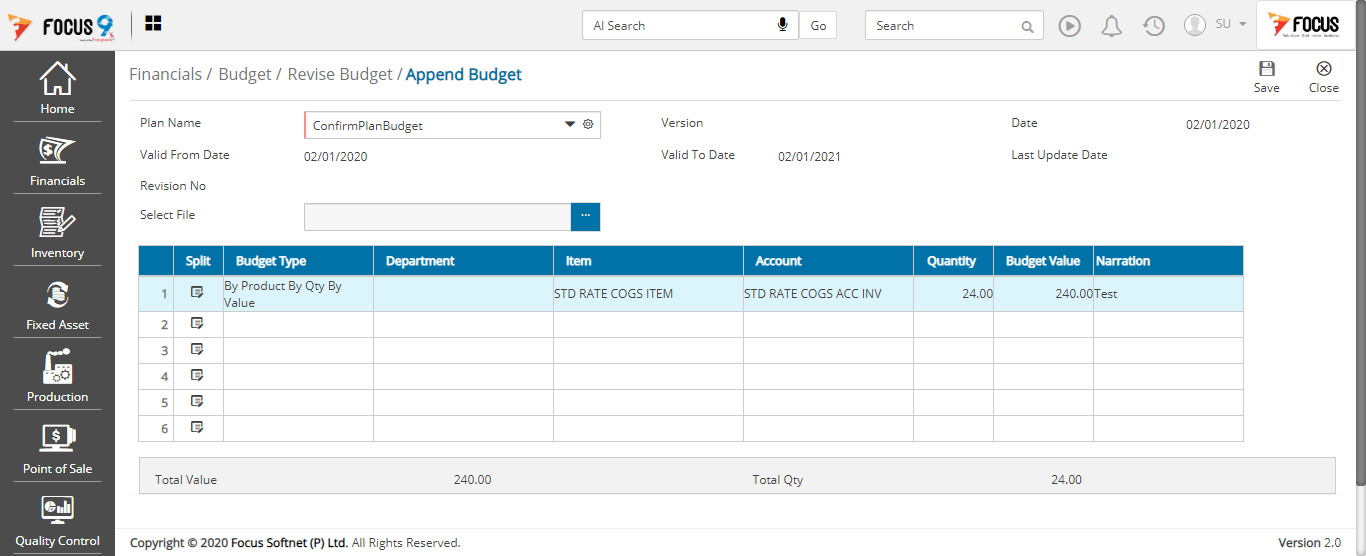 FOCUS 9
AI Search
Go
Search
SU
FOCUS
Home
Financials
Inventory
Fixed Asset
Production
Point of Sale
Quality Control
Financials / Budget / Revise Budget / Append Budget
Save
Close
Plan Name
ConfirmPlanBudget
Version
Date
02/01/2020
Valid From Date
02/01/2020
Valid To Date
02/01/2021
Last Update Date
Revision No
Select File
...
Split Budget Type Department Item Account Quantity Budget Value Narration
1 By Product By Qty By Value STD RATE COGS ITEM STD RATE COGS ACC INV 24.00 240.00 Test
2
3
4
5
6
Total Value 240.00 Total Qty 24.00
Copyright © 2020 Focus Softnet (P) Ltd. All Rights Reserved.
Version 2.0